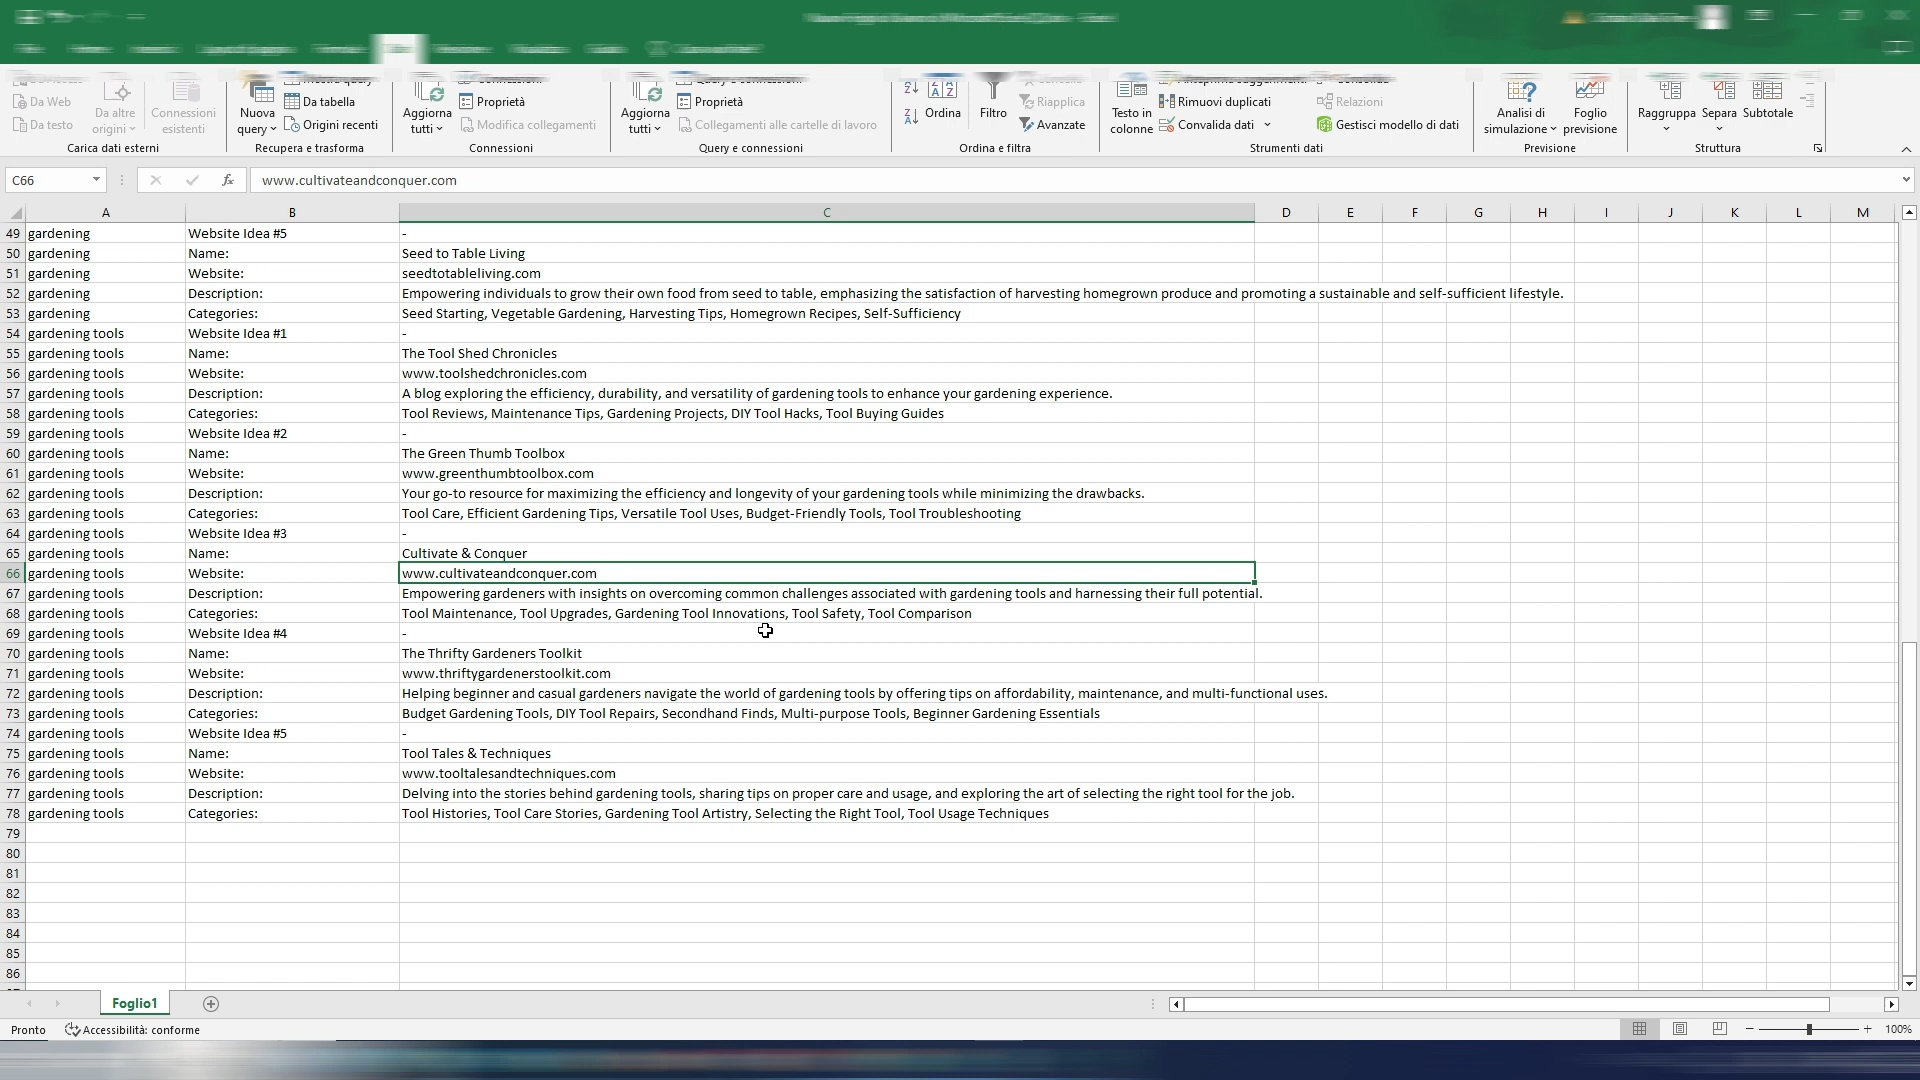 Da Web
Da testo
Da altre
origini
Connessioni
esistenti
Carica dati esterni
Nuova
query
Da tabella
Origini recenti
Recupera e trasforma
Aggiorna
tutti
Proprietà
Modifica collegamenti
Connessioni
Aggiorna
tutti
Proprietà
Collegamenti alle cartelle di lavoro
Query e connessioni
Ordina
Filtro
Riapplica
Avanzate
Ordina e filtra
Testo in
colonne
Rimuovi duplicati
Convalida dati
Relazioni
Gestisci modello di dati
Strumenti dati
Analisi di
simulazione
Foglio
previsione
Previsione
Raggruppa
Separa
Subtotale
Struttura
C66
fx
www.cultivateandconquer.com
A B C D E F G H I J K L M
49 gardening Website Idea #5 -
50 gardening Name: Seed to Table Living
51 gardening Website: seedtotableliving.com
52 gardening Description: Empowering individuals to grow their own food from seed to table, emphasizing the satisfaction of harvesting homegrown produce and promoting a sustainable and self-sufficient lifestyle.
53 gardening Categories: Seed Starting, Vegetable Gardening, Harvesting Tips, Homegrown Recipes, Self-Sufficiency
54 gardening tools Website Idea #1 -
55 gardening tools Name: The Tool Shed Chronicles
56 gardening tools Website: www.toolshedchronicles.com
57 gardening tools Description: A blog exploring the efficiency, durability, and versatility of gardening tools to enhance your gardening experience.
58 gardening tools Categories: Tool Reviews, Maintenance Tips, Gardening Projects, DIY Tool Hacks, Tool Buying Guides
59 gardening tools Website Idea #2 -
60 gardening tools Name: The Green Thumb Toolbox
61 gardening tools Website: www.greenthumbtoolbox.com
62 gardening tools Description: Your go-to resource for maximizing the efficiency and longevity of your gardening tools while minimizing the drawbacks.
63 gardening tools Categories: Tool Care, Efficient Gardening Tips, Versatile Tool Uses, Budget-Friendly Tools, Tool Troubleshooting
64 gardening tools Website Idea #3 -
65 gardening tools Name: Cultivate & Conquer
66 gardening tools Website: www.cultivateandconquer.com
67 gardening tools Description: Empowering gardeners with insights on overcoming common challenges associated with gardening tools and harnessing their full potential.
68 gardening tools Categories: Tool Maintenance, Tool Upgrades, Gardening Tool Innovations, Tool Safety, Tool Comparison
69 gardening tools Website Idea #4 -
70 gardening tools Name: The Thrifty Gardeners Toolkit
71 gardening tools Website: www.thriftygardenerstoolkit.com
72 gardening tools Description: Helping beginner and casual gardeners navigate the world of gardening tools by offering tips on affordability, maintenance, and multi-functional uses.
73 gardening tools Categories: Budget Gardening Tools, DIY Tool Repairs, Secondhand Finds, Multi-purpose Tools, Beginner Gardening Essentials
74 gardening tools Website Idea #5 -
75 gardening tools Name: Tool Tales & Techniques
76 gardening tools Website: www.tooltalesandtechniques.com
77 gardening tools Description: Delving into the stories behind gardening tools, sharing tips on proper care and usage, and exploring the art of selecting the right tool for the job.
78 gardening tools Categories: Tool Histories, Tool Care Stories, Gardening Tool Artistry, Selecting the Right Tool, Tool Usage Techniques
79
80
81
82
83
84
85
86
Foglio1
Pronto Accessibilità: conforme 100%